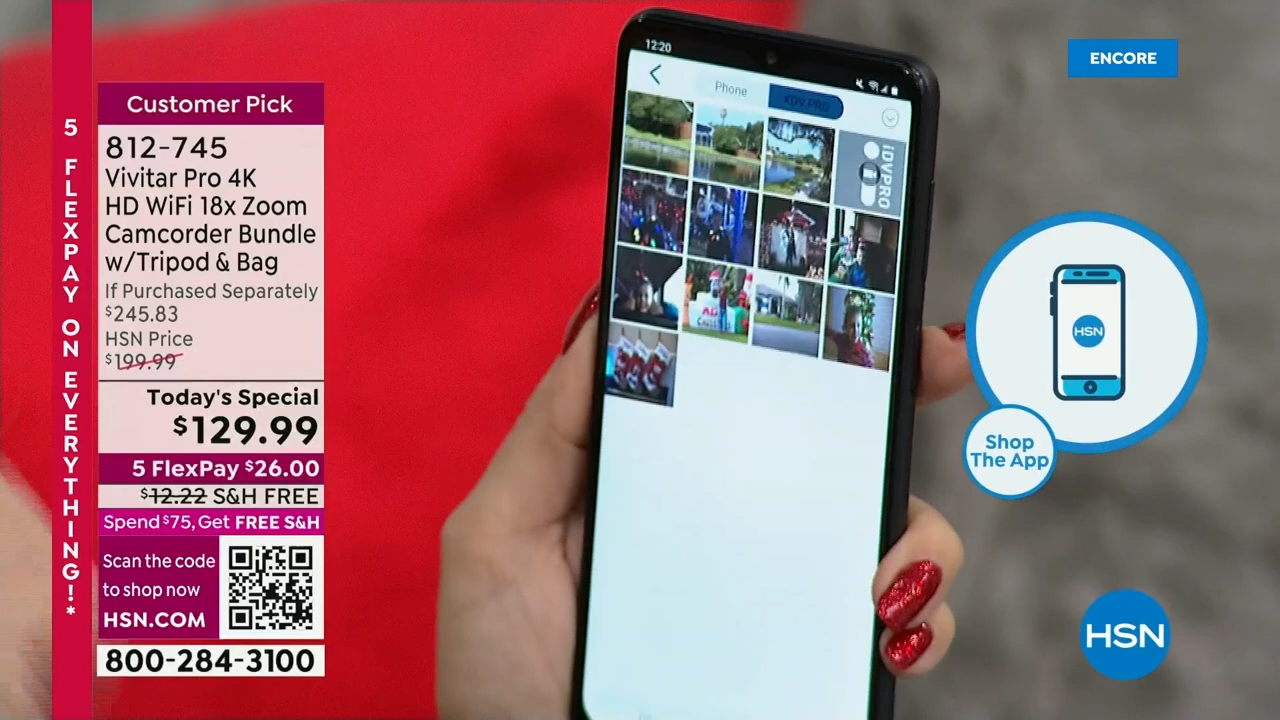 5 FLEXPAY ON EVERYTHING!*
Customer Pick
812-745
Vivitar Pro 4K
HD WiFi 18x Zoom
Camcorder Bundle
w/Tripod & Bag
If Purchased Separately
$245.83
HSN Price
$199.99
Today's Special
$129.99
5 FlexPay $26.00
$12.22 S&H FREE
Spend $75, Get FREE S&H
Scan the code
to shop now
HSN.COM
800-284-3100
12:20
Phone
XDV PRO
iDVPRO
ENCORE
HSN
Shop
The App
HSN